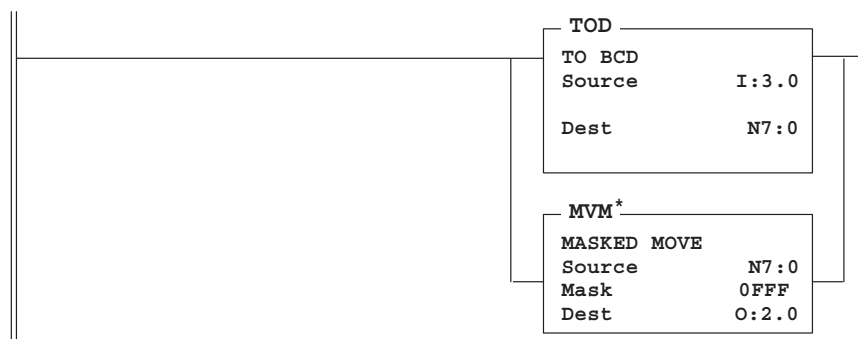 TOD
TO BCD
Source I:3.0
Dest N7:0
MVM*
MASKED MOVE
Source N7:0
Mask 0FFF
Dest O:2.0